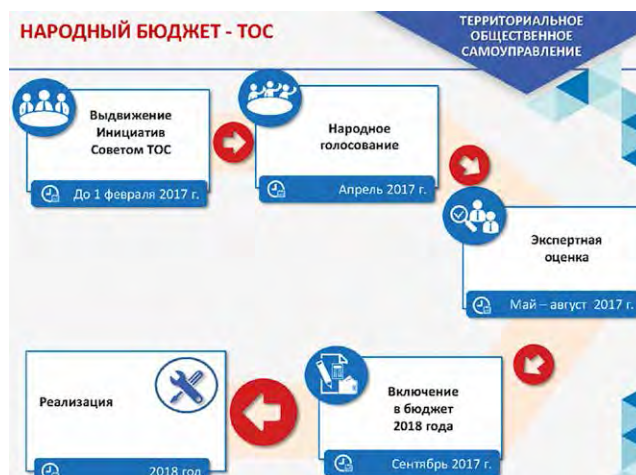 НАРОДНЫЙ БЮДЖЕТ - ТОС
ТЕРРИТОРИАЛЬНОЕ
ОБЩЕСТВЕННОЕ
САМОУПРАВЛЕНИЕ
Выдвижение
Инициатив
Советом ТОС
До 1 февраля 2017 г.
Народное
голосование
Апрель 2017 г.
Экспертная
оценка
Май – август 2017 г.
Включение
в бюджет
2018 года
Сентябрь 2017 г.
Реализация
2018 год